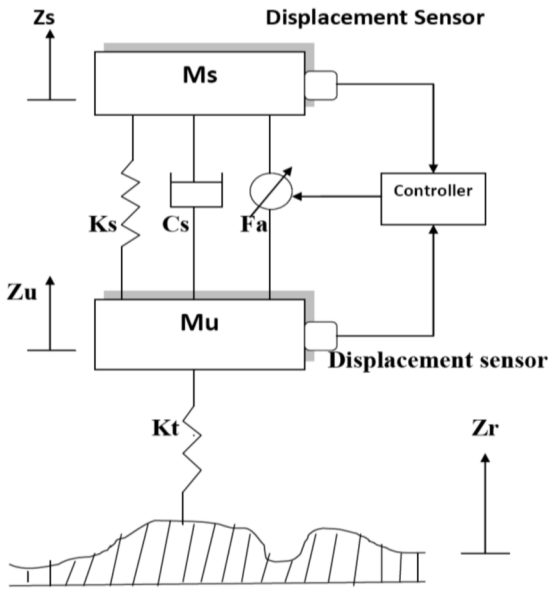 Zs
Displacement Sensor
Ms
Controller
Ks
Cs
Fa
Zu
Mu
Displacement sensor
Kt
Zr